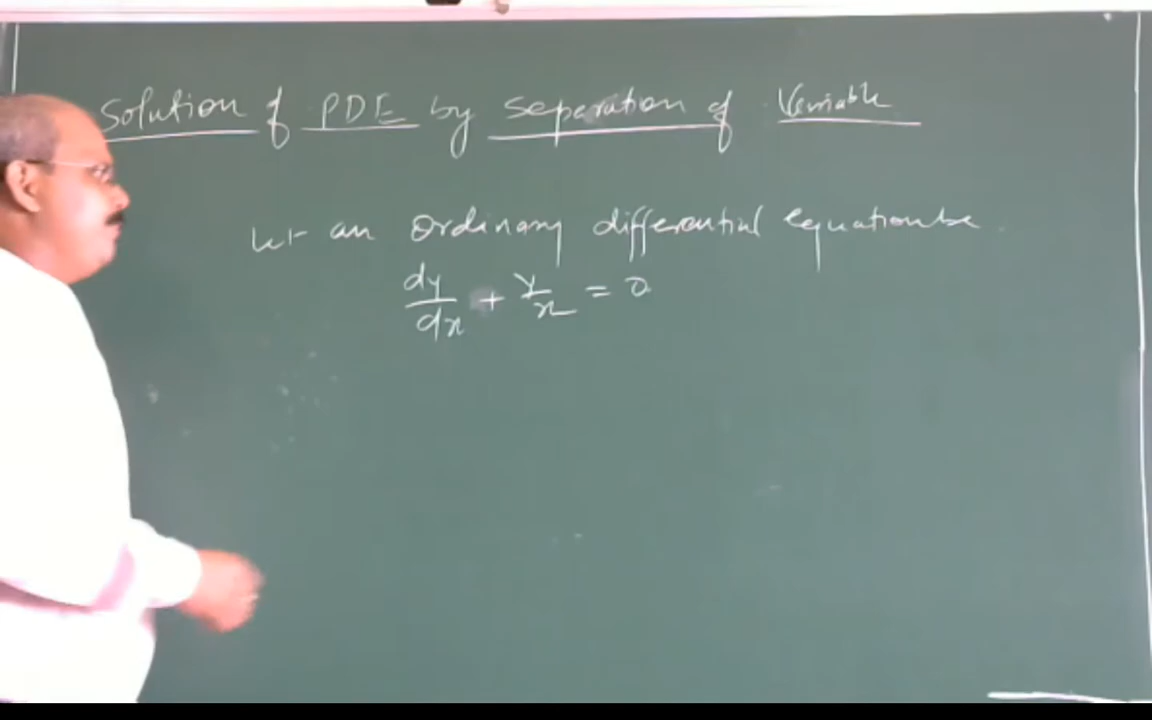 Solution of PDE by Separation of Variable
Let an Ordinary differential equation be
dy/dx + y/x = 0